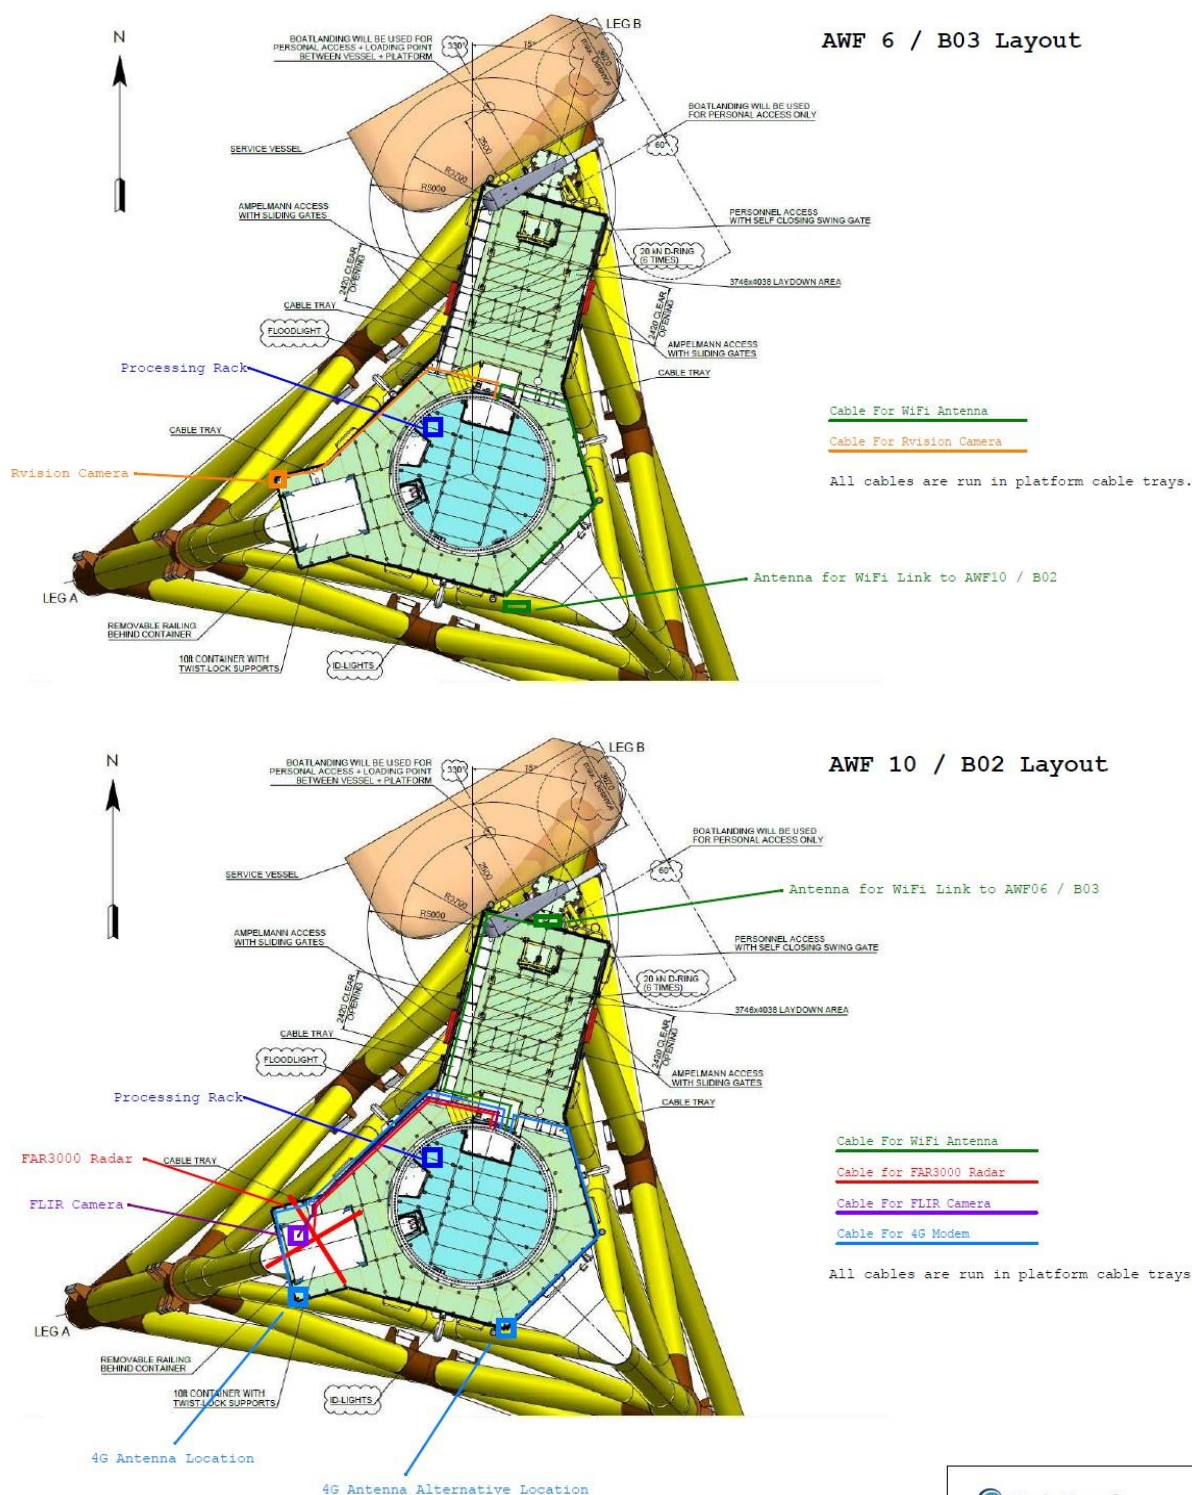 AWF 6 / B03 Layout
N
LEG B
BOATLANDING WILL BE USED FOR
PERSONAL ACCESS + LOADING POINT
BETWEEN VESSEL + PLATFORM
330°
15°
3620
max. Distance
BOATLANDING WILL BE USED
FOR PERSONAL ACCESS ONLY
60°
SERVICE VESSEL
2500
R3700
R5000
AMPELMANN ACCESS
WITH SLIDING GATES
PERSONNEL ACCESS
WITH SELF CLOSING SWING GATE
20 kN D-RING
(6 TIMES)
2420 CLEAR
OPENING
3746x4038 LAYDOWN AREA
CABLE TRAY
2420 CLEAR
OPENING
FLOODLIGHT
AMPELMANN ACCESS
WITH SLIDING GATES
Processing Rack
CABLE TRAY
Cable For WiFi Antenna
CABLE TRAY
Cable For Rvision Camera
Rvision Camera
All cables are run in platform cable trays.
Antenna for WiFi Link to AWF10 / B02
LEG A
REMOVABLE RAILING
BEHIND CONTAINER
10ft CONTAINER WITH
TWIST-LOCK SUPPORTS
ID-LIGHTS
AWF 10 / B02 Layout
N
LEG B
BOATLANDING WILL BE USED FOR
PERSONAL ACCESS + LOADING POINT
BETWEEN VESSEL + PLATFORM
330°
15°
3620
max. Distance
BOATLANDING WILL BE USED
FOR PERSONAL ACCESS ONLY
60°
SERVICE VESSEL
2500
R3700
R5000
Antenna for WiFi Link to AWF06 / B03
AMPELMANN ACCESS
WITH SLIDING GATES
PERSONNEL ACCESS
WITH SELF CLOSING SWING GATE
20 kN D-RING
(6 TIMES)
2420 CLEAR
OPENING
3746x4038 LAYDOWN AREA
CABLE TRAY
2420 CLEAR
OPENING
FLOODLIGHT
AMPELMANN ACCESS
WITH SLIDING GATES
Processing Rack
CABLE TRAY
Cable For WiFi Antenna
FAR3000 Radar
CABLE TRAY
Cable for FAR3000 Radar
FLIR Camera
Cable For FLIR Camera
Cable For 4G Modem
All cables are run in platform cable trays
LEG A
REMOVABLE RAILING
BEHIND CONTAINER
10ft CONTAINER WITH
TWIST-LOCK SUPPORTS
ID-LIGHTS
4G Antenna Location
4G Antenna Alternative Location